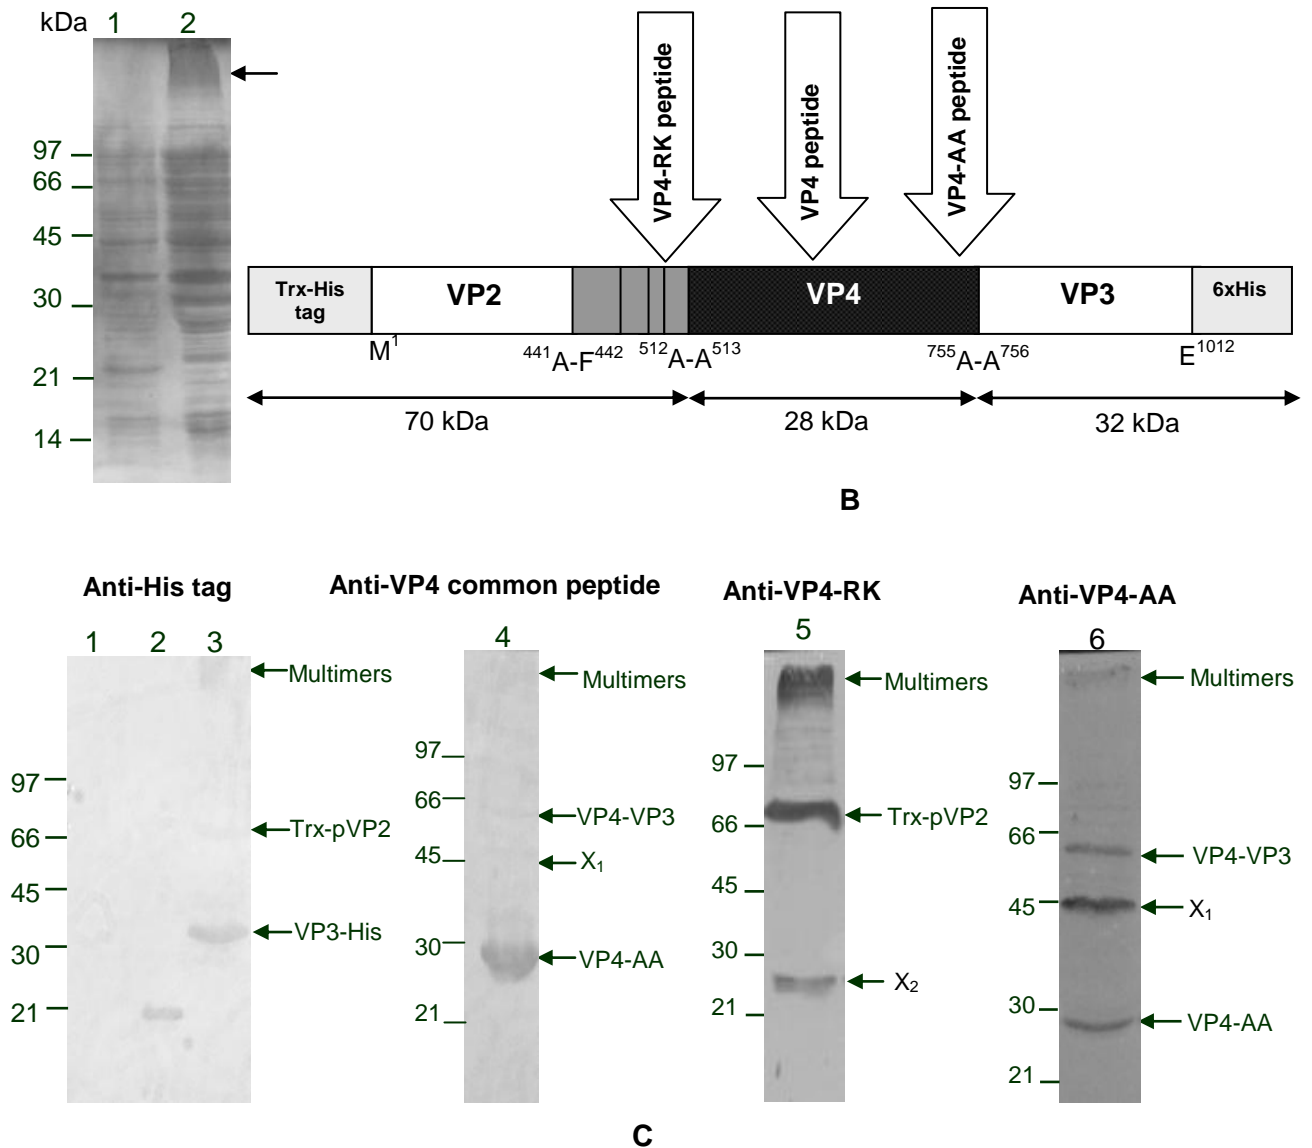 kDa 1 2
97
66
45
30
21
14
VP4-RK peptide
VP4 peptide
VP4-AA peptide
Trx-His
tag
VP2
VP4
VP3
6xHis
M¹
⁴⁴¹A-F⁴⁴²
⁵¹²A-A⁵¹³
⁷⁵⁵A-A⁷⁵⁶
E¹⁰¹²
70 kDa
28 kDa
32 kDa
B
Anti-His tag
1 2 3
97
66
45
30
21
Multimers
Trx-pVP2
VP3-His
Anti-VP4 common peptide
4
97
66
45
30
21
Multimers
VP4-VP3
X₁
VP4-AA
Anti-VP4-RK
5
97
66
45
30
21
Multimers
Trx-pVP2
X₂
Anti-VP4-AA
6
97
66
45
30
21
Multimers
VP4-VP3
X₁
VP4-AA
C